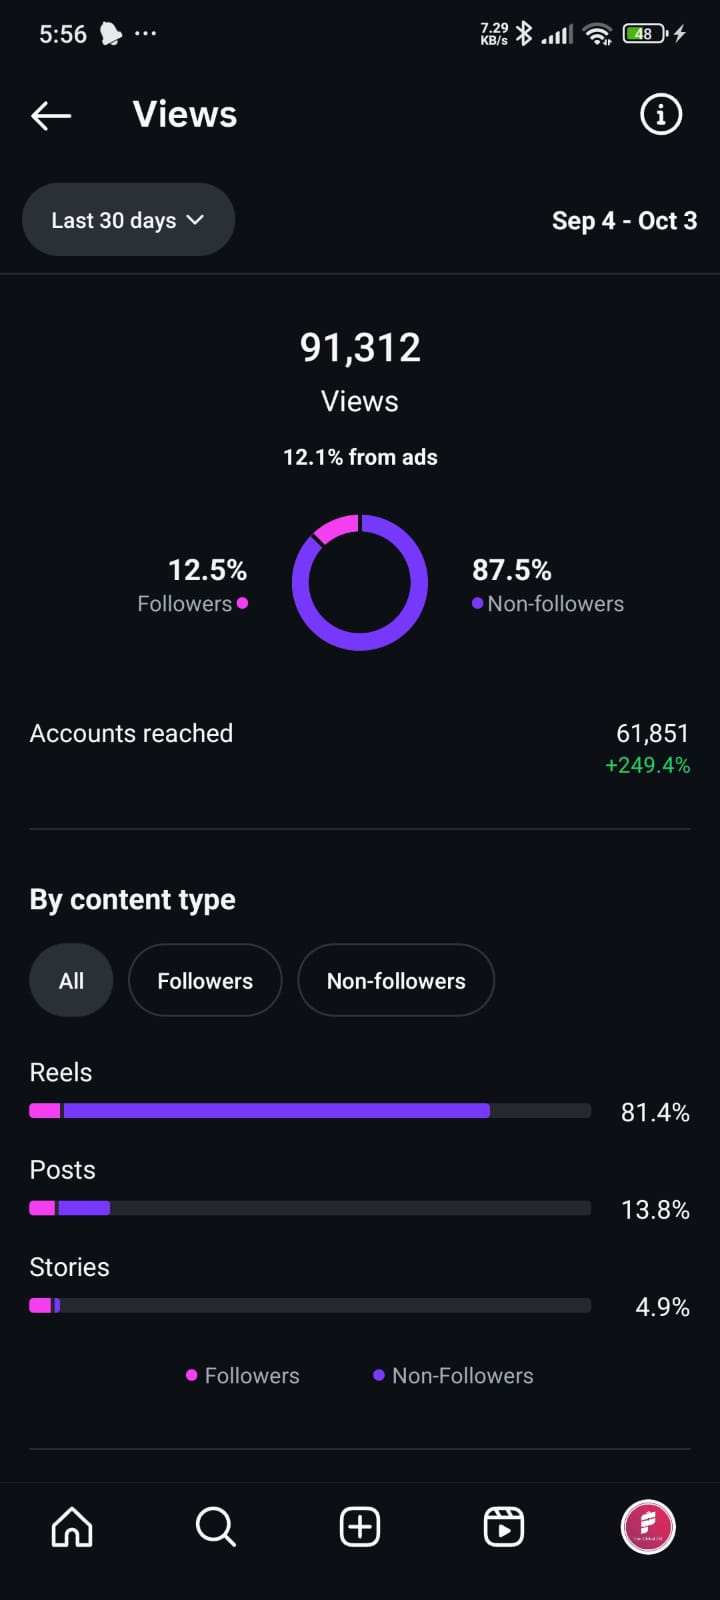 5:56
7.29
KB/s
48
Views
Last 30 days
Sep 4 - Oct 3
91,312
Views
12.1% from ads
12.5%
Followers
87.5%
Non-followers
Accounts reached
61,851
+249.4%
By content type
All
Followers
Non-followers
Reels
81.4%
Posts
13.8%
Stories
4.9%
Followers
Non-Followers